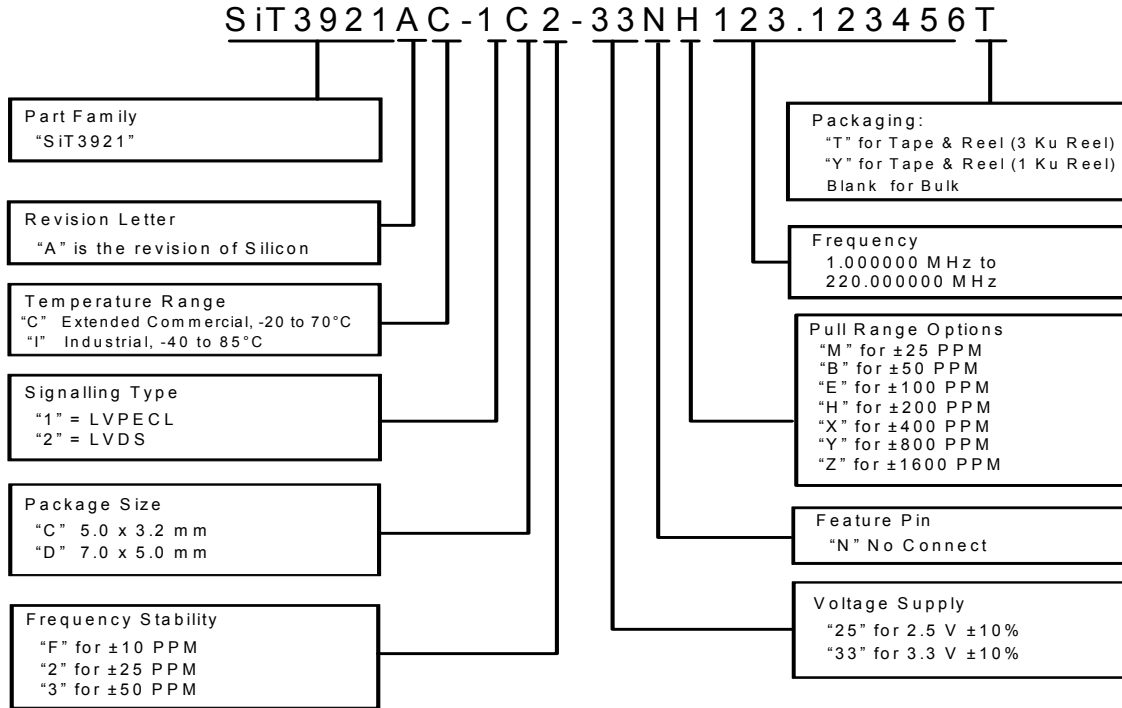 SiT3921AC-1C2-33NH123.123456T
Part Family
“SiT3921”
Revision Letter
“A” is the revision of Silicon
Temperature Range
“C” Extended Commercial, -20 to 70°C
“I” Industrial, -40 to 85°C
Signalling Type
“1” = LVPECL
“2” = LVDS
Package Size
“C” 5.0 x 3.2 mm
“D” 7.0 x 5.0 mm
Frequency Stability
“F” for ±10 PPM
“2” for ±25 PPM
“3” for ±50 PPM
Packaging:
“T” for Tape & Reel (3 Ku Reel)
“Y” for Tape & Reel (1 Ku Reel)
Blank for Bulk
Frequency
1.000000 MHz to
220.000000 MHz
Pull Range Options
“M” for ±25 PPM
“B” for ±50 PPM
“E” for ±100 PPM
“H” for ±200 PPM
“X” for ±400 PPM
“Y” for ±800 PPM
“Z” for ±1600 PPM
Feature Pin
“N” No Connect
Voltage Supply
“25” for 2.5 V ±10%
“33” for 3.3 V ±10%